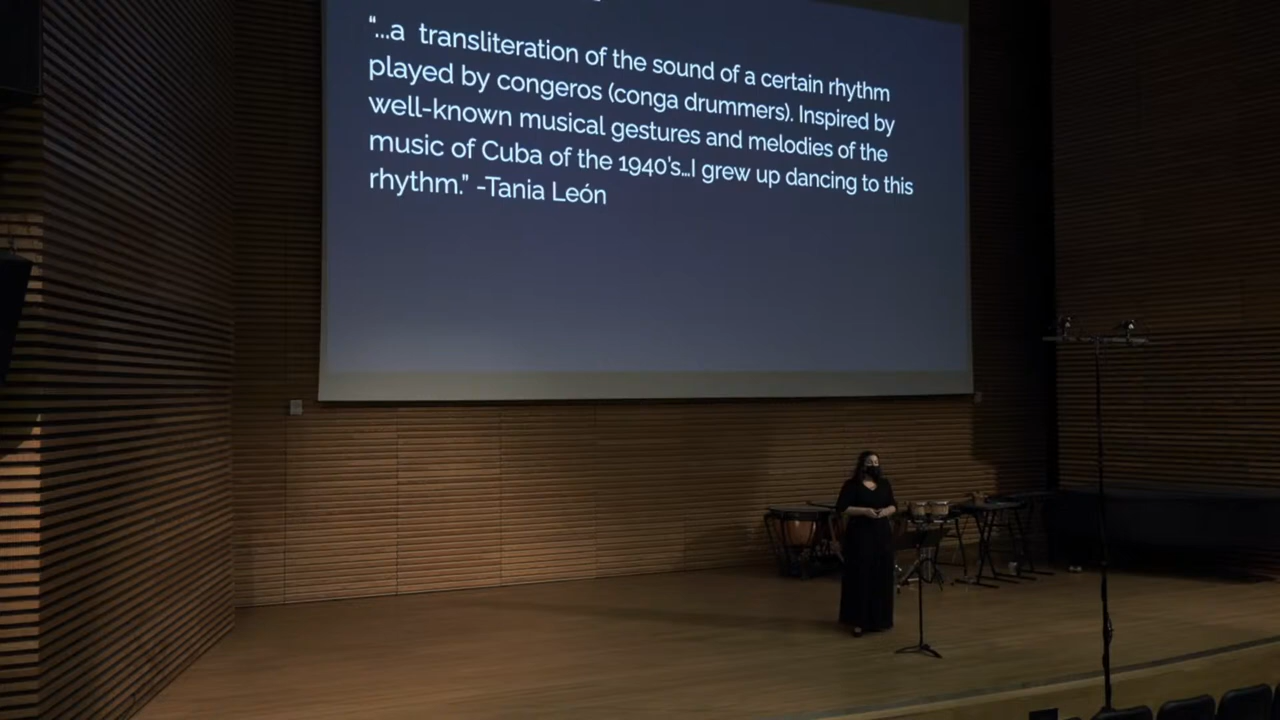 “...a transliteration of the sound of a certain rhythm
played by congeros (conga drummers). Inspired by
well-known musical gestures and melodies of the
music of Cuba of the 1940’s...I grew up dancing to this
rhythm.” -Tania León